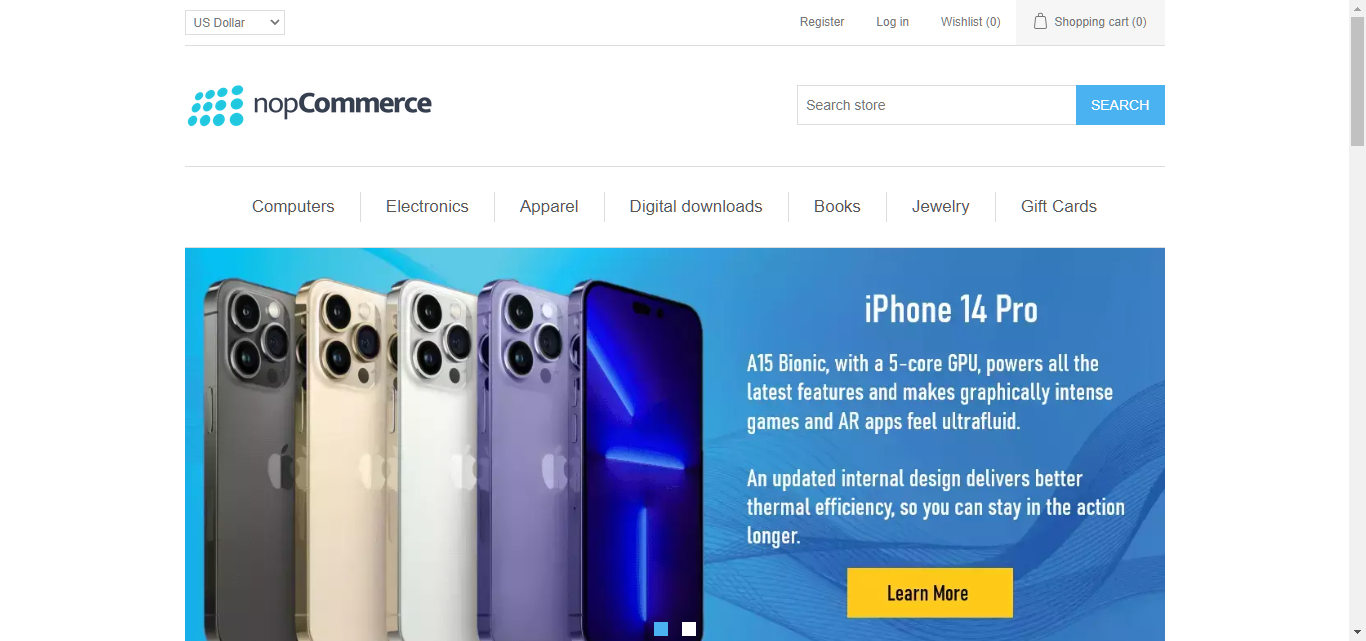 US Dollar
Register
Log in
Wishlist (0)
Shopping cart (0)
nopCommerce
Search store
SEARCH
Computers
Electronics
Apparel
Digital downloads
Books
Jewelry
Gift Cards
iPhone 14 Pro
A15 Bionic, with a 5-core GPU, powers all the
latest features and makes graphically intense
games and AR apps feel ultrafluid.
An updated internal design delivers better
thermal efficiency, so you can stay in the action
longer.
Learn More